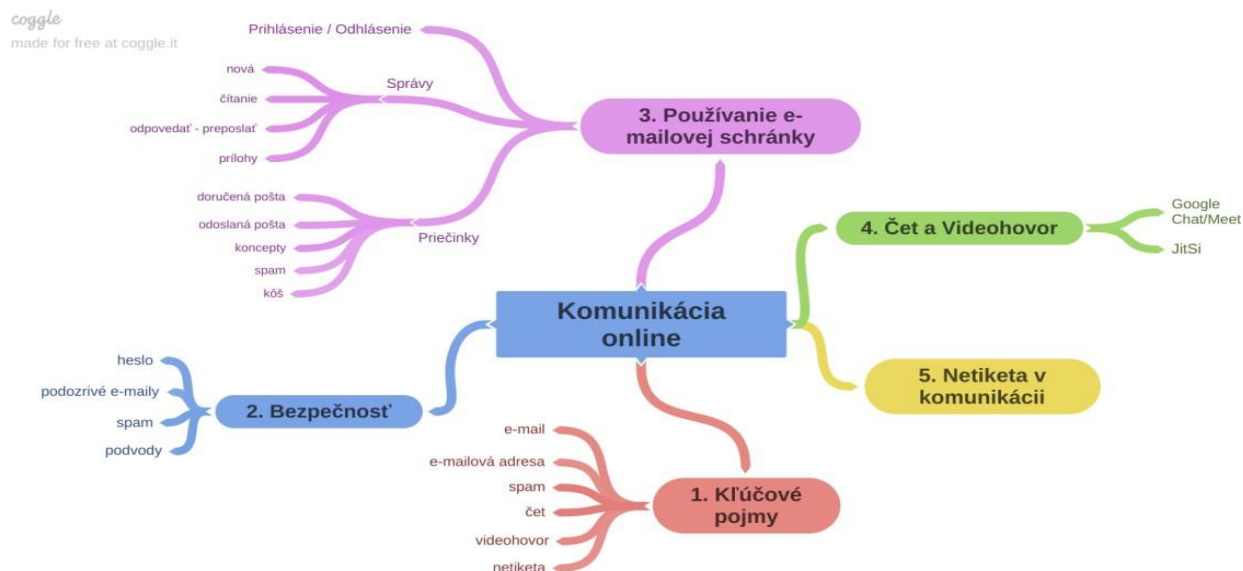 coggle
made for free at coggle.it
Prihlásenie / Odhlásenie
nová
čítanie
odpovedať - preposlať
prílohy
Správy
doručená pošta
odoslaná pošta
koncepty
spam
kôš
Priečinky
3. Používanie e-
mailovej schránky
4. Čet a Videohovor
Google
Chat/Meet
JitSi
Komunikácia
online
5. Netiketa v
komunikácii
heslo
podozrivé e-maily
spam
podvody
2. Bezpečnosť
e-mail
e-mailová adresa
spam
čet
videohovor
netiketa
1. Kľúčové
pojmy